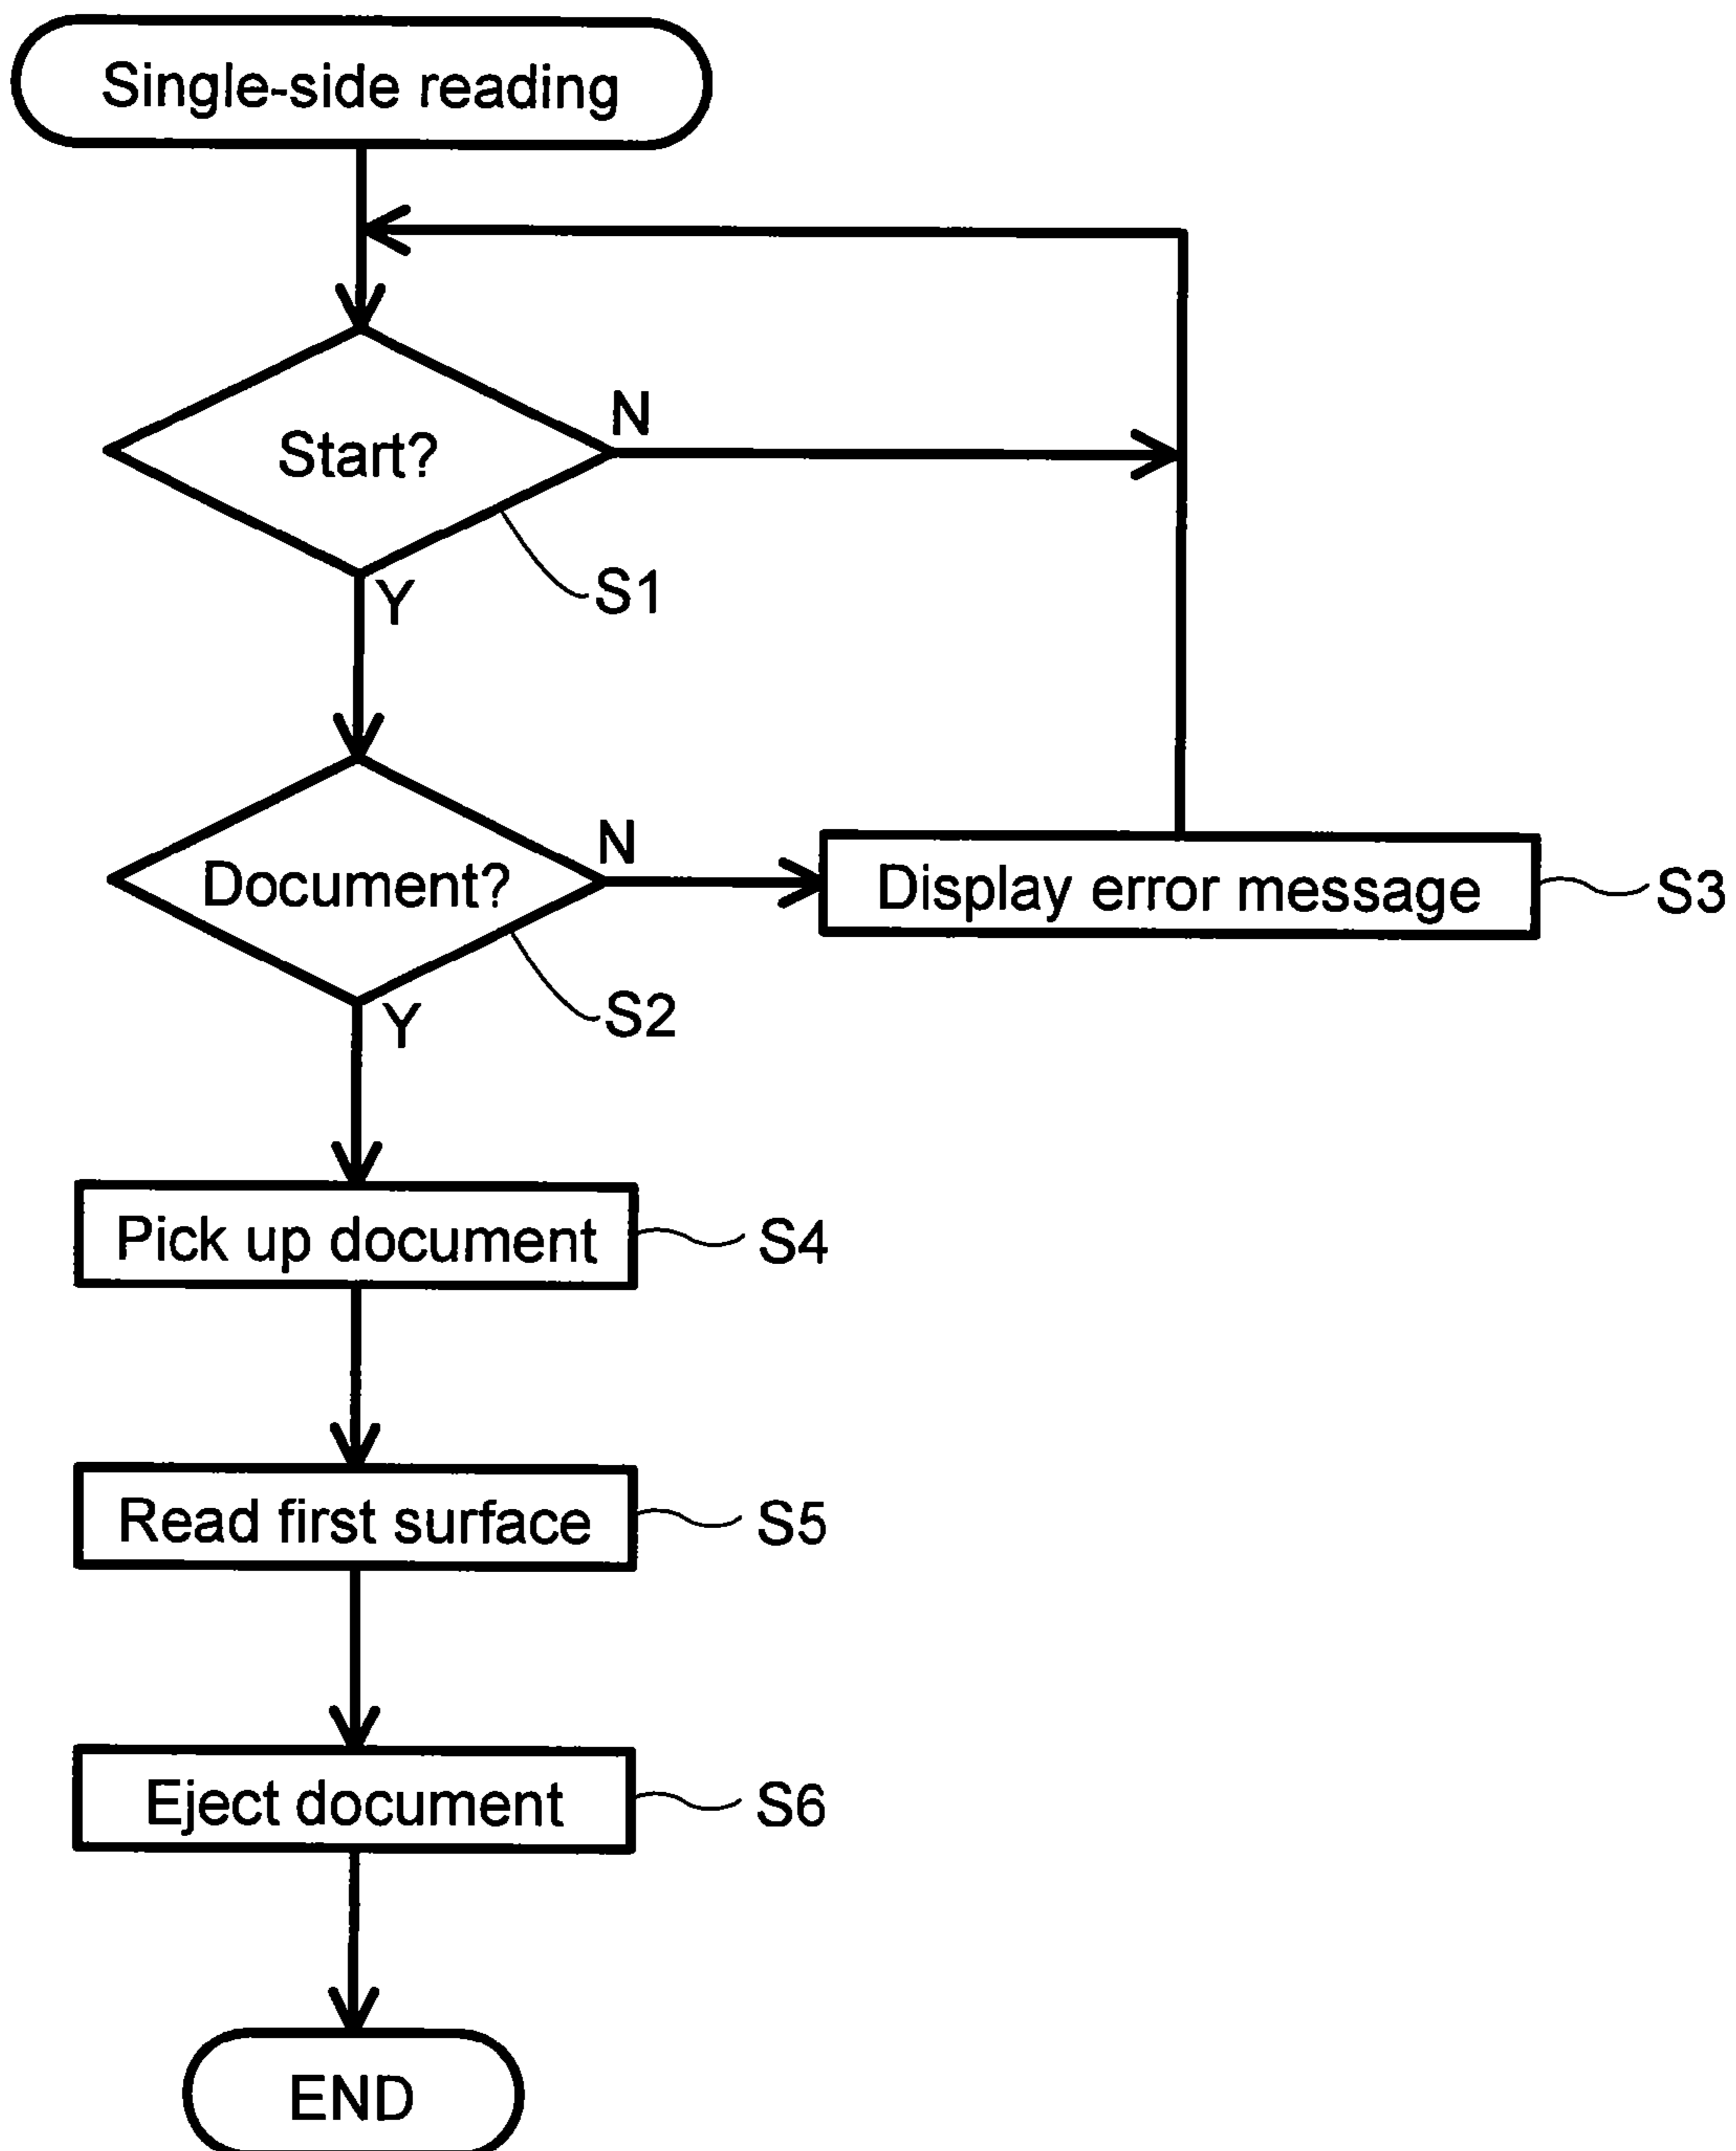 Single-side reading
N
Start?
S1
Y
N
Document?
Display error message
S3
S2
Y
Pick up document
S4
Read first surface
S5
Eject document
S6
END